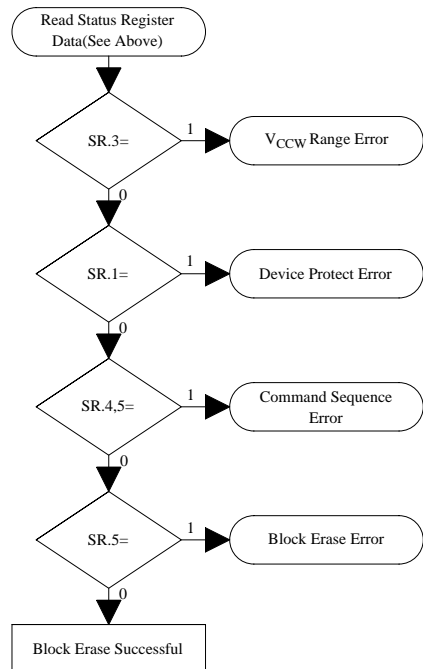 Read Status Register
Data(See Above)
SR.3=
1
VCCW Range Error
0
SR.1=
1
Device Protect Error
0
SR.4,5=
1
Command Sequence
Error
0
SR.5=
1
Block Erase Error
0
Block Erase Successful